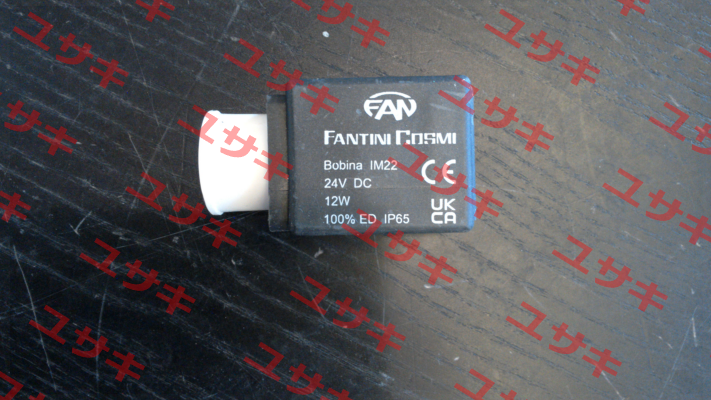 FAN
FANTINI COSMI
Bobina IM22
24V DC
12W
100% ED IP65
CE
UK
CA
ユサキ